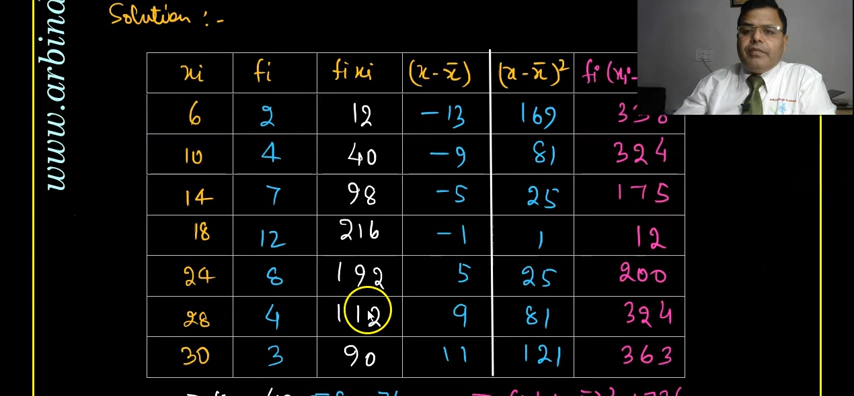 Solution :-
www.arbind
xi fi fixi (x-x̄) (x-x̄)² fi(xi-
6 2 12 -13 169
10 4 40 -9 81 324
14 7 98 -5 25 175
18 12 216 -1 1 12
24 8 192 5 25 200
28 4 112 9 81 324
30 3 90 11 121 363